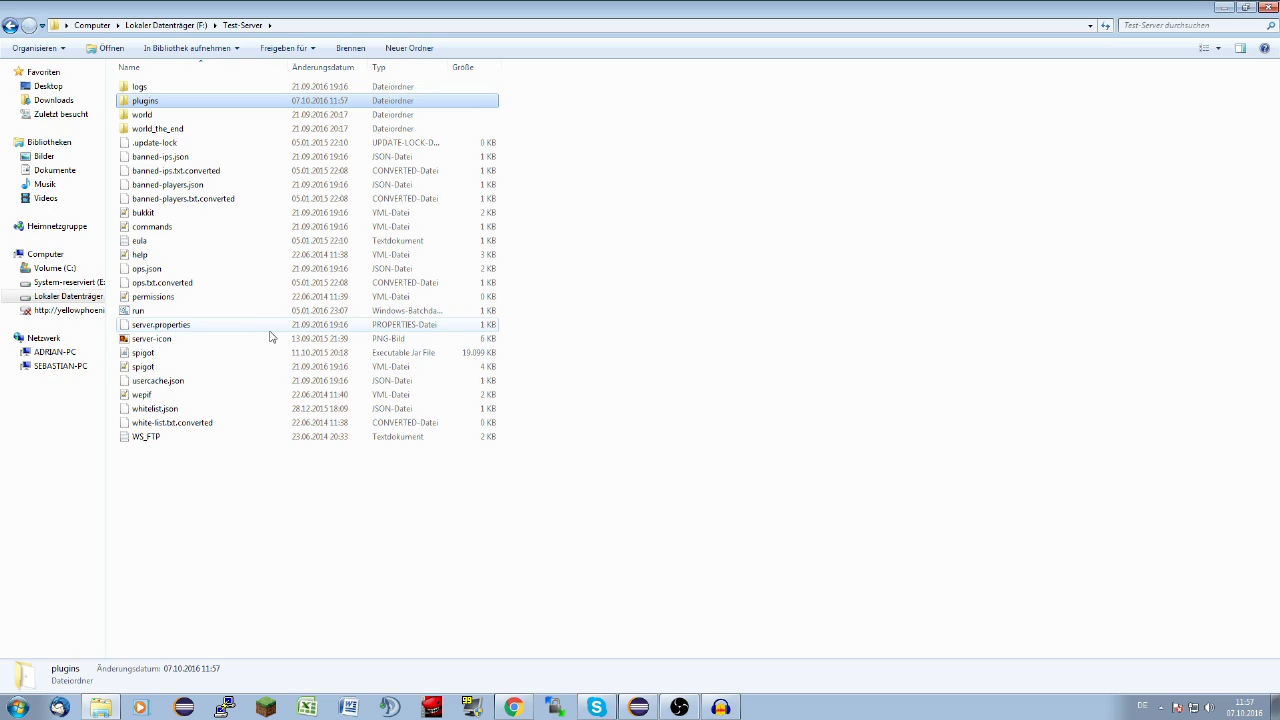 Computer Lokaler Datenträger (F:) Test-Server Test-Server durchsuchen
Organisieren Öffnen In Bibliothek aufnehmen Freigeben für Brennen Neuer Ordner
Name Änderungsdatum Typ Größe
Favoriten
Desktop
Downloads
Zuletzt besucht
Bibliotheken
Bilder
Dokumente
Musik
Videos
Heimnetzgruppe
Computer
Volume (C:)
System-reserviert (E:
Lokaler Datenträger
http://yellowphoeni
Netzwerk
ADRIAN-PC
SEBASTIAN-PC
logs 21.09.2016 19:16 Dateiordner
plugins 07.10.2016 11:57 Dateiordner
world 21.09.2016 20:17 Dateiordner
world_the_end 21.09.2016 20:17 Dateiordner
.update-lock 05.01.2015 22:10 UPDATE-LOCK-D... 0 KB
banned-ips.json 21.09.2016 19:16 JSON-Datei 1 KB
banned-ips.txt.converted 05.01.2015 22:08 CONVERTED-Datei 1 KB
banned-players.json 21.09.2016 19:16 JSON-Datei 1 KB
banned-players.txt.converted 05.01.2015 22:08 CONVERTED-Datei 1 KB
bukkit 21.09.2016 19:16 YML-Datei 2 KB
commands 21.09.2016 19:16 YML-Datei 1 KB
eula 05.01.2015 22:10 Textdokument 1 KB
help 22.06.2014 11:38 YML-Datei 3 KB
ops.json 21.09.2016 19:16 JSON-Datei 2 KB
ops.txt.converted 05.01.2015 22:08 CONVERTED-Datei 1 KB
permissions 22.06.2014 11:39 YML-Datei 0 KB
run 05.01.2016 23:07 Windows-Batchda... 1 KB
server.properties 21.09.2016 19:16 PROPERTIES-Datei 1 KB
server-icon 13.09.2015 21:39 PNG-Bild 6 KB
spigot 11.10.2015 20:18 Executable Jar File 19.099 KB
spigot 21.09.2016 19:16 YML-Datei 4 KB
usercache.json 21.09.2016 19:16 JSON-Datei 1 KB
wepif 22.06.2014 11:40 YML-Datei 2 KB
whitelist.json 28.12.2015 18:09 JSON-Datei 1 KB
white-list.txt.converted 22.06.2014 11:38 CONVERTED-Datei 0 KB
WS_FTP 23.06.2014 20:33 Textdokument 2 KB
plugins Änderungsdatum: 07.10.2016 11:57
Dateiordner
99
DE 11:57
07.10.2016